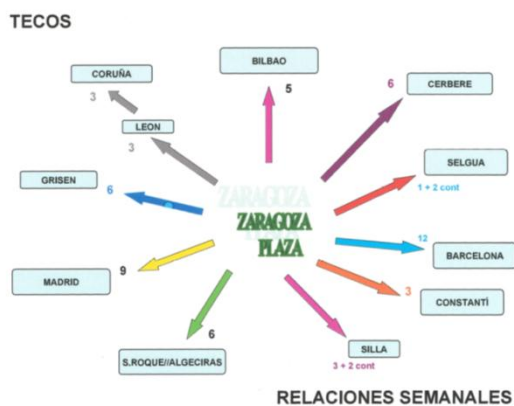 TECOS
BILBAO
5
CORUÑA
3
LEON
3
CERBERE
6
SELGUA
1 + 2 cont
GRISEN
6
ZARAGOZA
ZARAGOZA
PLAZA
12
BARCELONA
MADRID
9
3
CONSTANTÍ
S.ROQUE//ALGECIRAS
6
SILLA
3 + 2 cont
RELACIONES SEMANALES